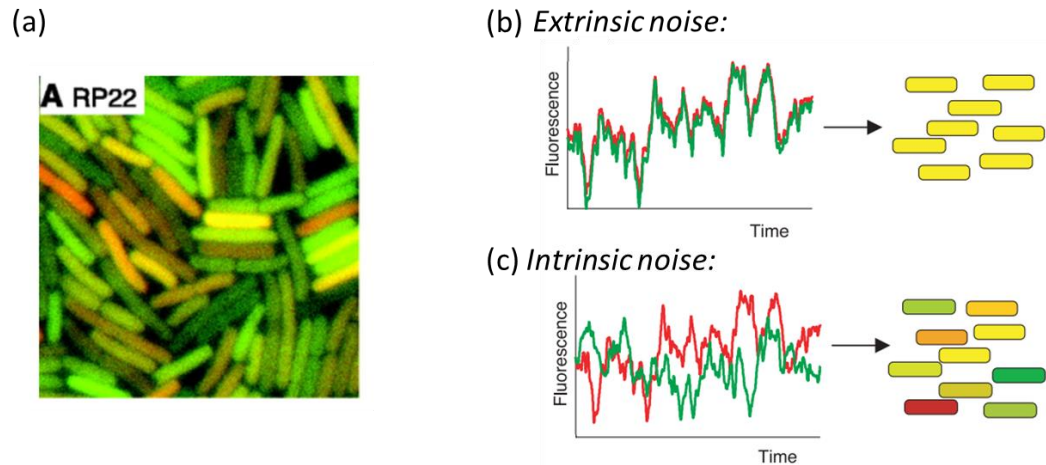 (a)
A RP22
(b) Extrinsic noise:
Fluorescence
Time
(c) Intrinsic noise:
Fluorescence
Time